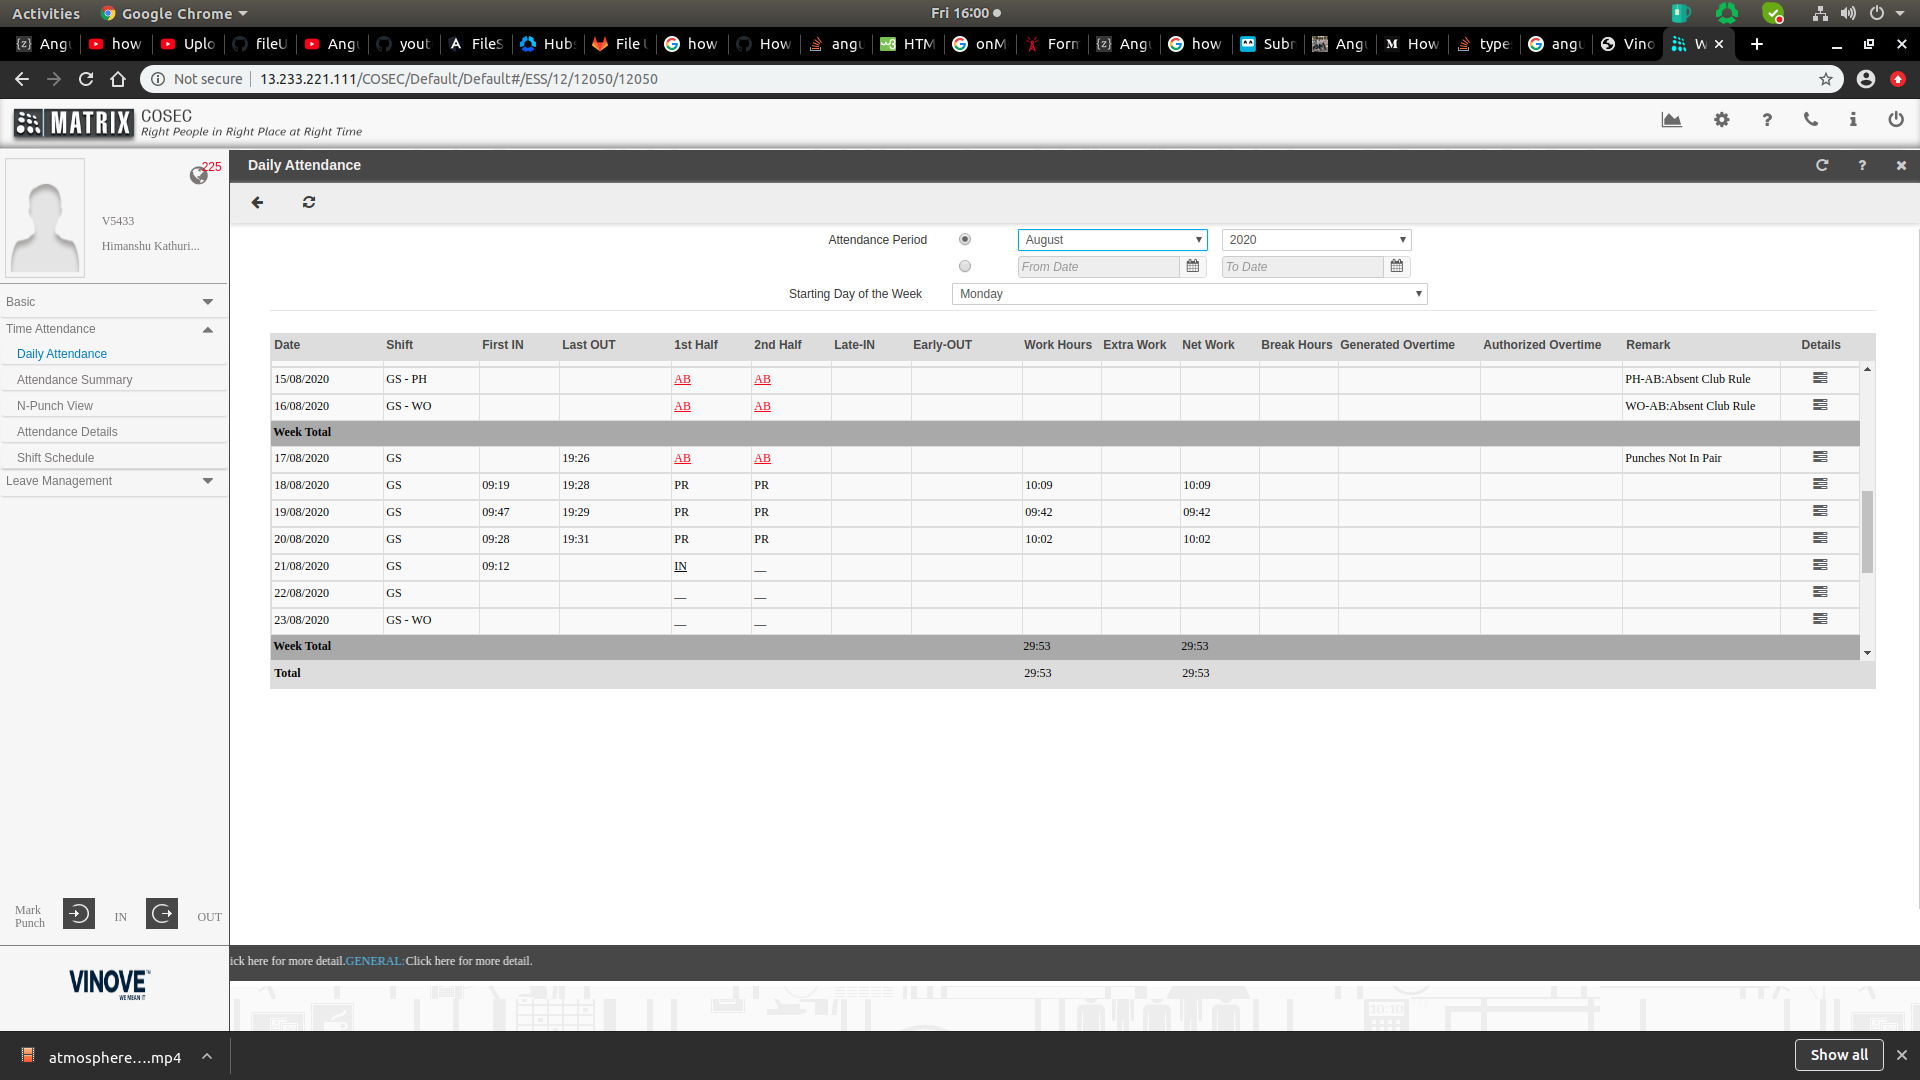 Activities Google Chrome Fri 16:00
Angu how Uplo fileU Angu yout FileS Hubs File U how How angu HTM onM Form Angu how Subm Angu How type angu Vino W
Not secure 13.233.221.111/COSEC/Default/Default#/ESS/12/12050/12050
MATRIX COSEC
Right People in Right Place at Right Time
225
V5433
Himanshu Kathuri...
Basic
Time Attendance
Daily Attendance
Attendance Summary
N-Punch View
Attendance Details
Shift Schedule
Leave Management
Mark Punch IN OUT
VINOVE
WE MEAN IT
Daily Attendance
Attendance Period August 2020
From Date To Date
Starting Day of the Week Monday
Date Shift First IN Last OUT 1st Half 2nd Half Late-IN Early-OUT Work Hours Extra Work Net Work Break Hours Generated Overtime Authorized Overtime Remark Details
15/08/2020 GS - PH AB AB PH-AB:Absent Club Rule
16/08/2020 GS - WO AB AB WO-AB:Absent Club Rule
Week Total
17/08/2020 GS 19:26 AB AB Punches Not In Pair
18/08/2020 GS 09:19 19:28 PR PR 10:09 10:09
19/08/2020 GS 09:47 19:29 PR PR 09:42 09:42
20/08/2020 GS 09:28 19:31 PR PR 10:02 10:02
21/08/2020 GS 09:12 IN __
22/08/2020 GS __ __
23/08/2020 GS - WO __ __
Week Total 29:53 29:53
Total 29:53 29:53
ick here for more detail.GENERAL:Click here for more detail.
10:10
atmosphere....mp4 Show all